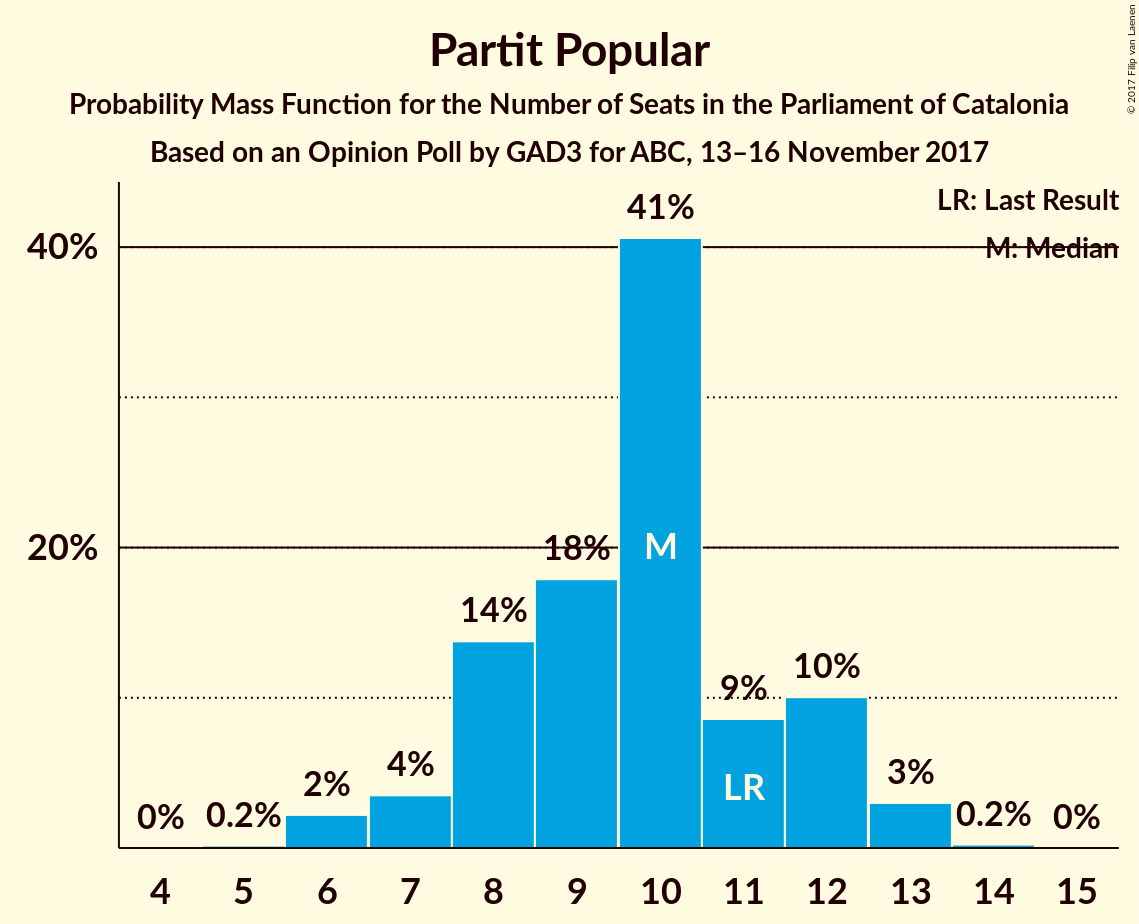 Partit Popular
Probability Mass Function for the Number of Seats in the Parliament of Catalonia
Based on an Opinion Poll by GAD3 for ABC, 13–16 November 2017
© 2017 Filip van Laenen
LR: Last Result
M: Median
40%
20%
0%
0.2%
2%
4%
14%
18%
41%
9%
10%
3%
0.2%
0%
M
LR
4 5 6 7 8 9 10 11 12 13 14 15